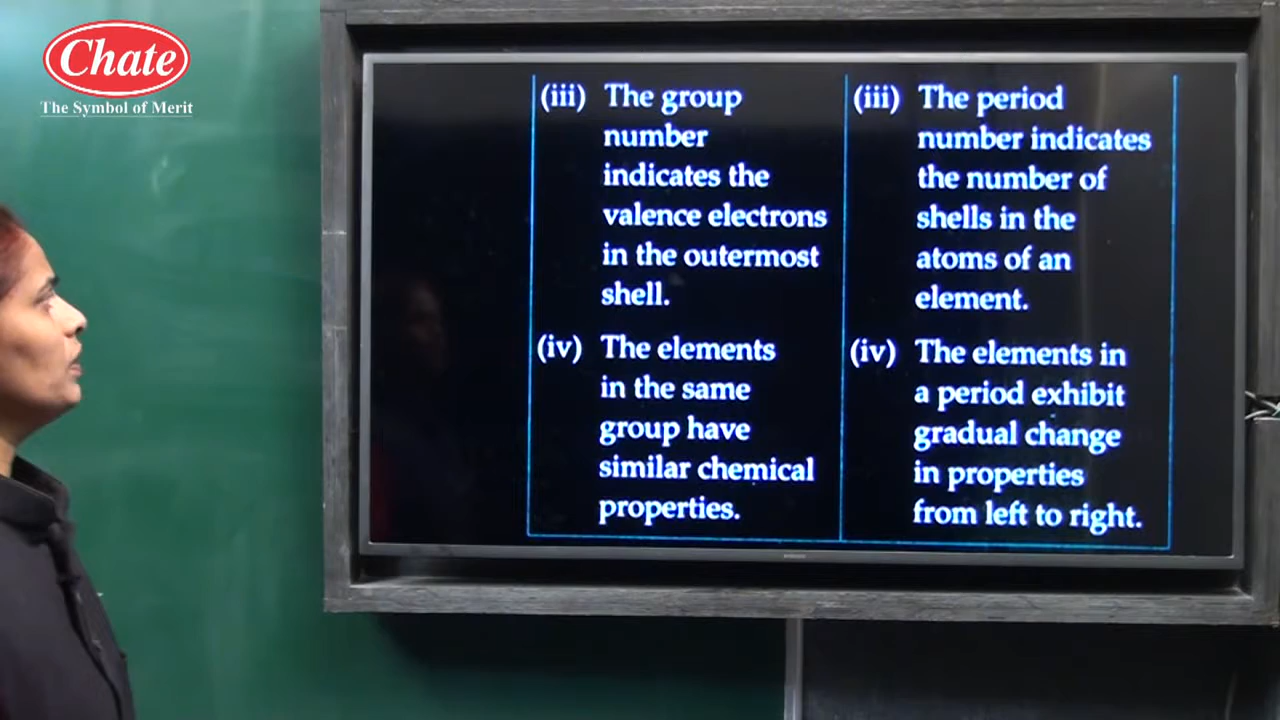 Chate
The Symbol of Merit
(iii) The group
number
indicates the
valence electrons
in the outermost
shell.
(iv) The elements
in the same
group have
similar chemical
properties.
(iii) The period
number indicates
the number of
shells in the
atoms of an
element.
(iv) The elements in
a period exhibit
gradual change
in properties
from left to right.